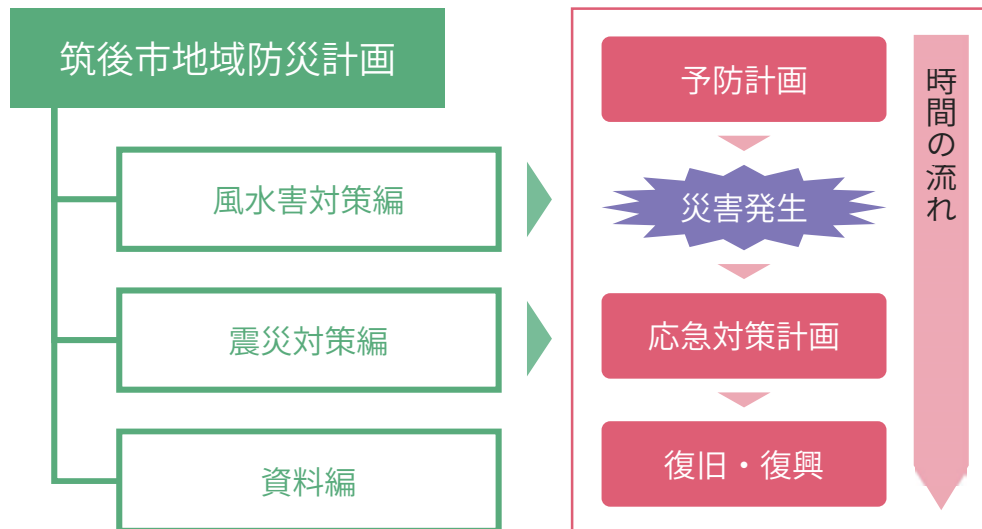 筑後市地域防災計画
風水害対策編
震災対策編
資料編
予防計画
災害発生
応急対策計画
復旧・復興
時間の流れ